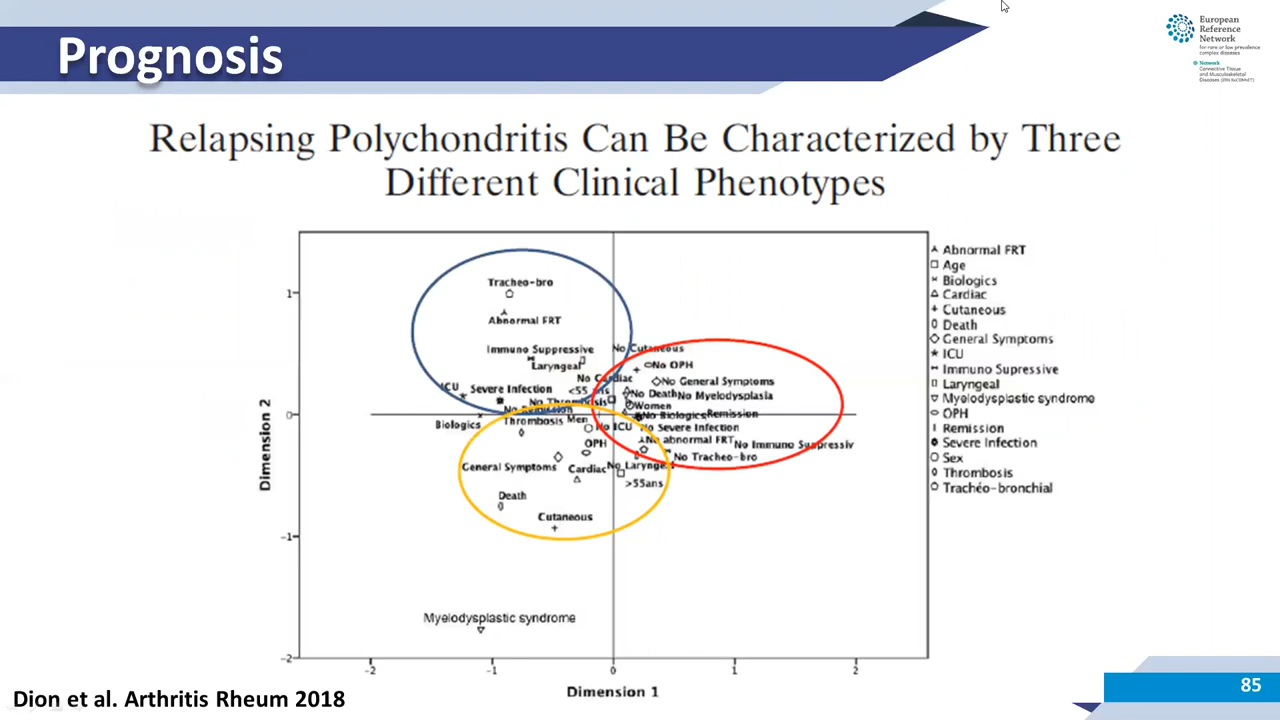 Prognosis
European
Reference
Network
for rare or low prevalence
complex diseases
Network
Connective Tissue
and Musculoskeletal
Diseases (ERN ReCONNET)
Relapsing Polychondritis Can Be Characterized by Three
Different Clinical Phenotypes
Tracheo-bro
Abnormal FRT
Immuno Suppressive
Laryngeal
No Cutaneous
No OPH
No Cardiac
No General Symptoms
ICU
Severe Infection
<55 ans
No Death
No Myelodysplasia
No Thrombosis
Women
No Remission
No Biologics
Remission
Biologics
Thrombosis
Men
No ICU
No Severe Infection
OPH
No abnormal FRT
No Immuno Suppressiv
General Symptoms
Cardiac
No Laryngeal
No Tracheo-bro
>55ans
Death
Cutaneous
Myelodysplastic syndrome
1
0
-1
-2
-2
-1
0
1
2
Dimension 2
Dimension 1
Abnormal FRT
Age
Biologics
Cardiac
Cutaneous
Death
General Symptoms
ICU
Immuno Supressive
Laryngeal
Myelodysplastic syndrome
OPH
Remission
Severe Infection
Sex
Thrombosis
Trachéo-bronchial
Dion et al. Arthritis Rheum 2018
85